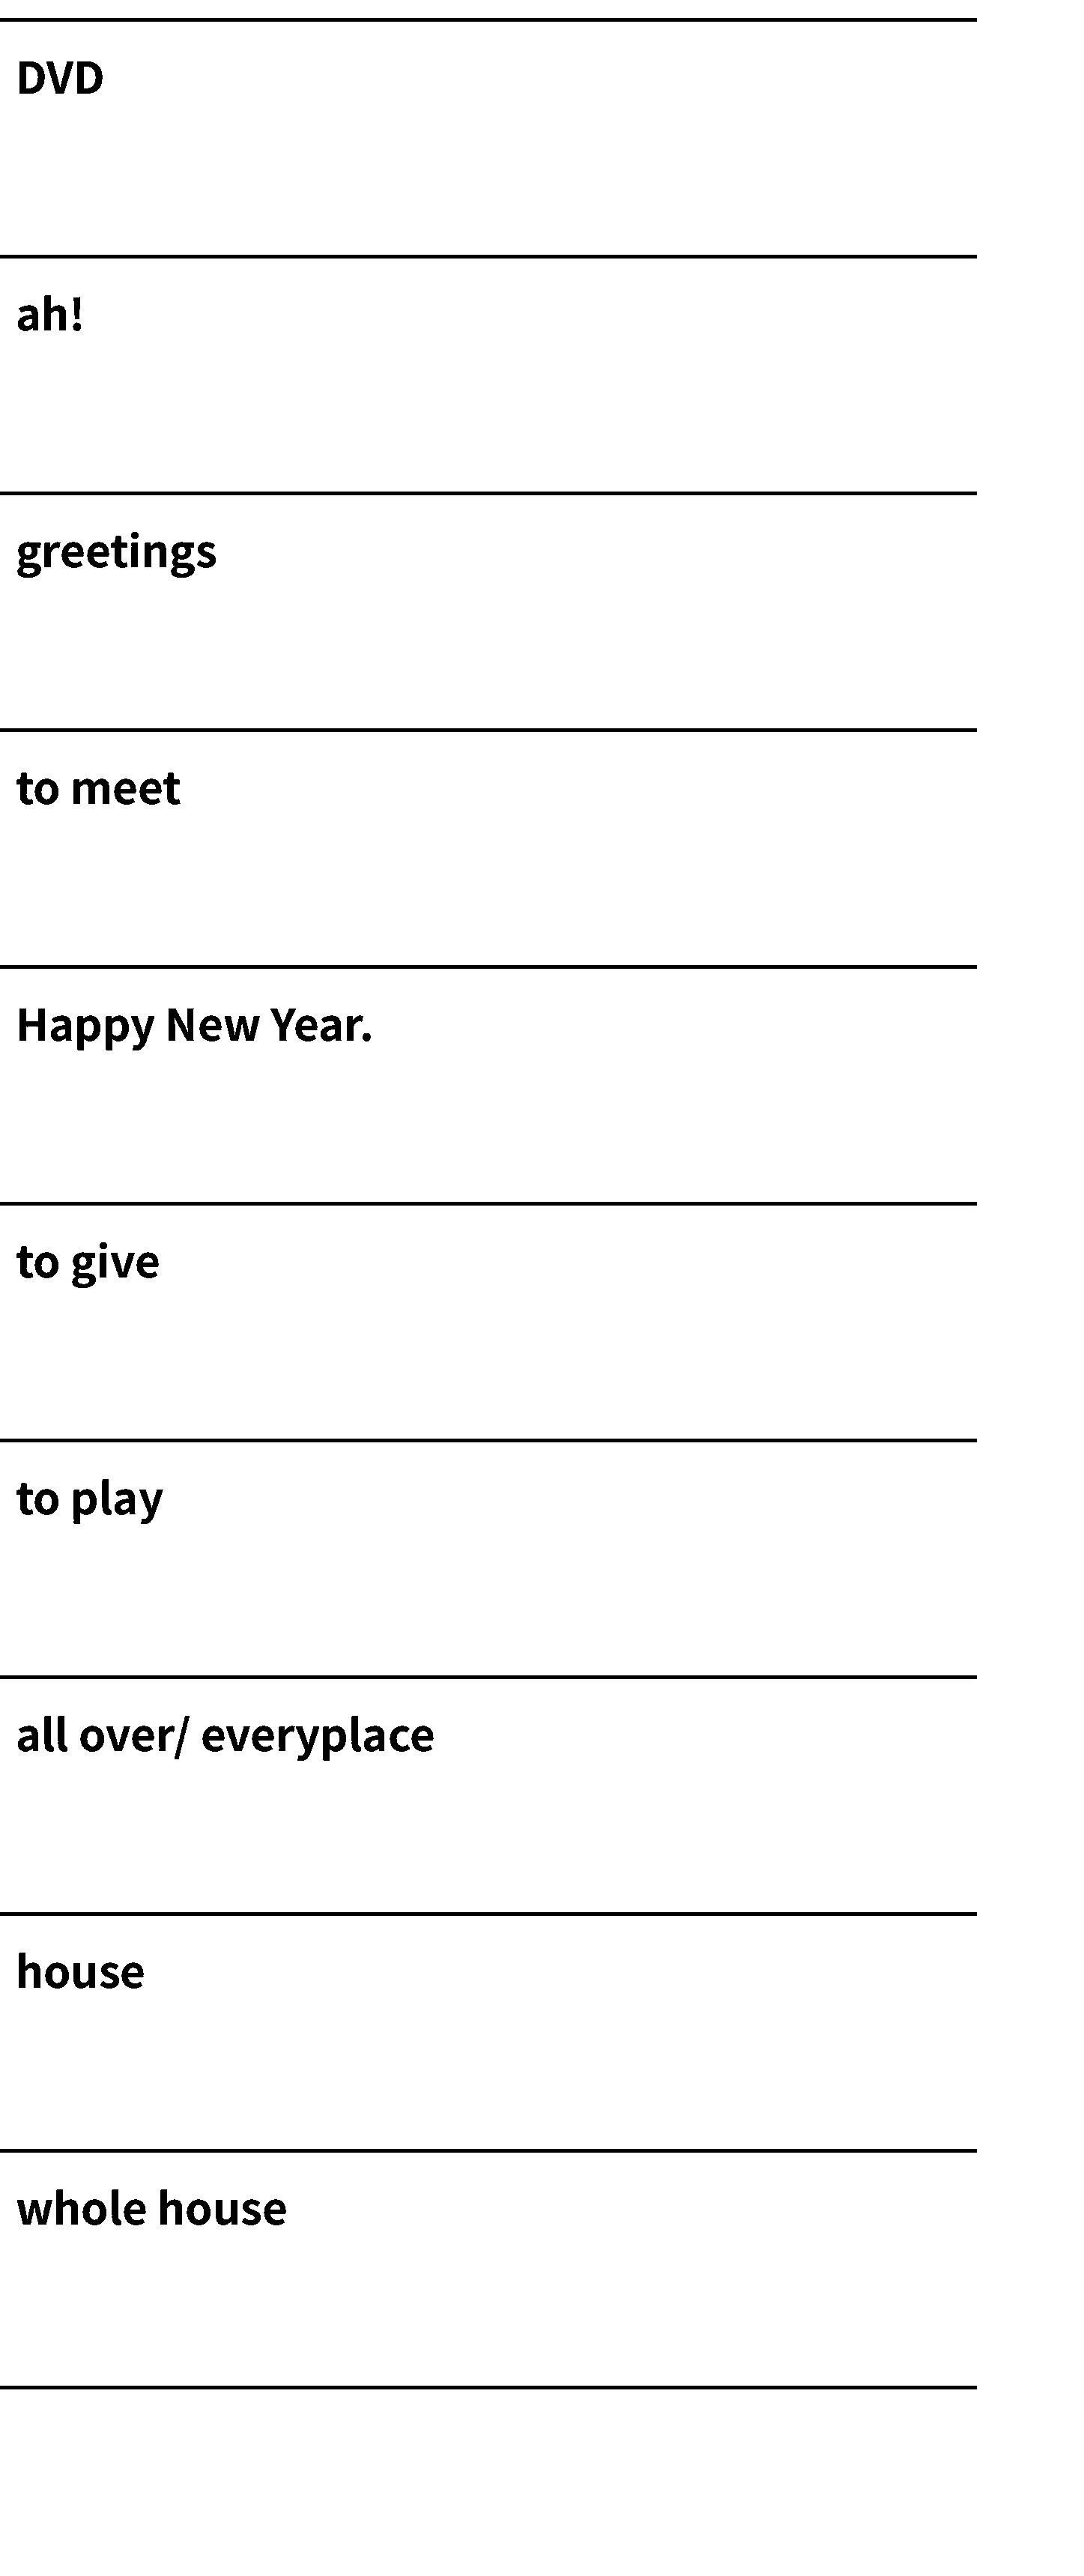 DVD
ah!
greetings
to meet
Happy New Year.
to give
to play
all over/ everyplace
house
whole house